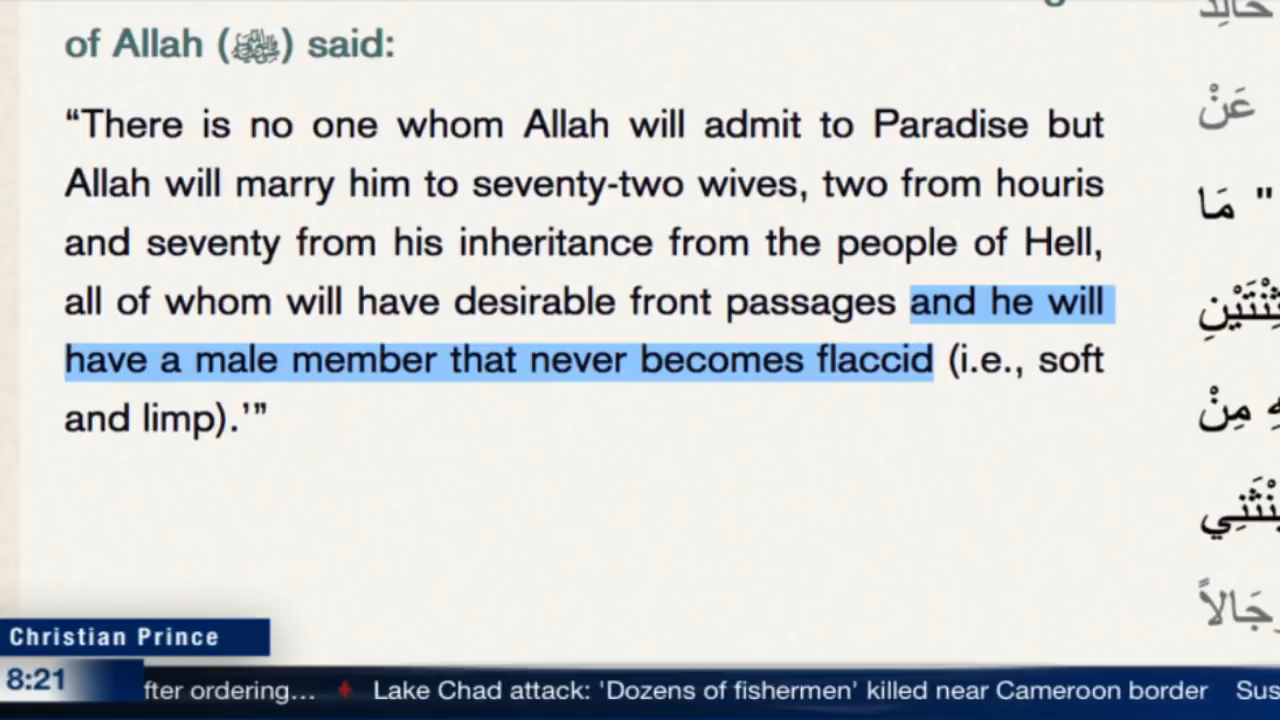 of Allah (ﷺ) said:
“There is no one whom Allah will admit to Paradise but
Allah will marry him to seventy-two wives, two from houris
and seventy from his inheritance from the people of Hell,
all of whom will have desirable front passages and he will
have a male member that never becomes flaccid (i.e., soft
and limp).’”
عَنْ
" مَا
مِنْ
Christian Prince
8:21
fter ordering... Lake Chad attack: 'Dozens of fishermen' killed near Cameroon border Sus